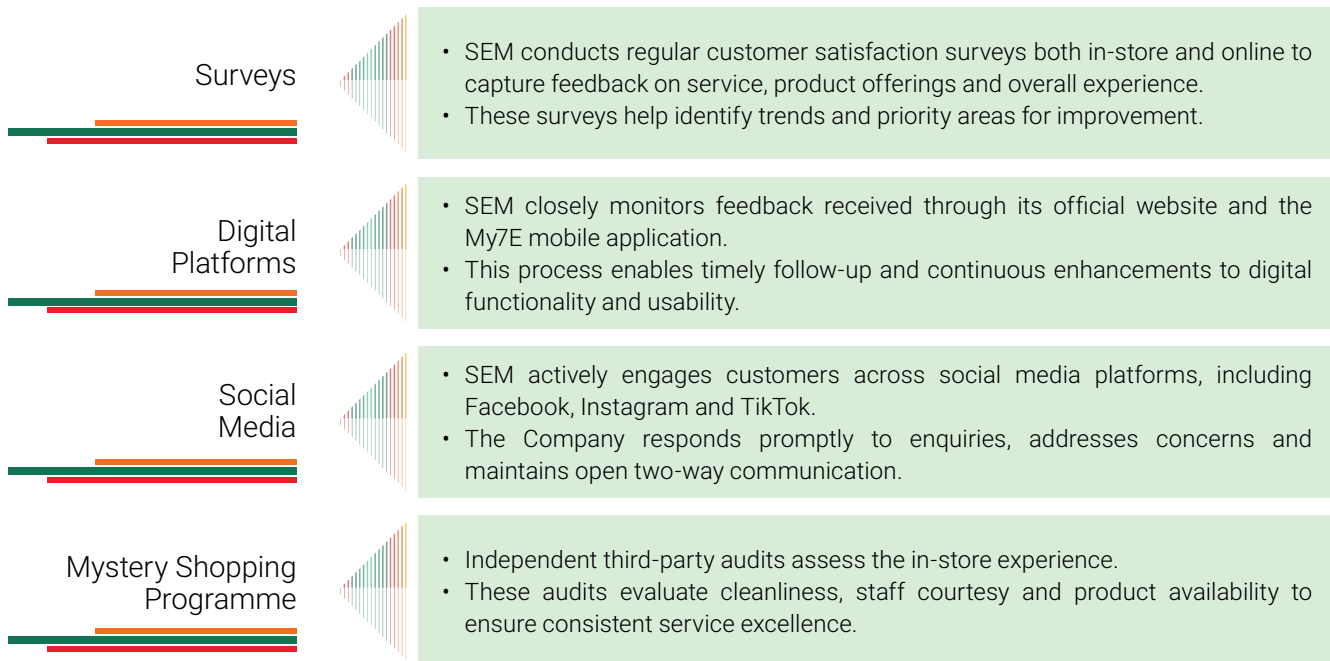 Surveys
• SEM conducts regular customer satisfaction surveys both in-store and online to
capture feedback on service, product offerings and overall experience.
• These surveys help identify trends and priority areas for improvement.
Digital
Platforms
• SEM closely monitors feedback received through its official website and the
My7E mobile application.
• This process enables timely follow-up and continuous enhancements to digital
functionality and usability.
Social
Media
• SEM actively engages customers across social media platforms, including
Facebook, Instagram and TikTok.
• The Company responds promptly to enquiries, addresses concerns and
maintains open two-way communication.
Mystery Shopping
Programme
• Independent third-party audits assess the in-store experience.
• These audits evaluate cleanliness, staff courtesy and product availability to
ensure consistent service excellence.